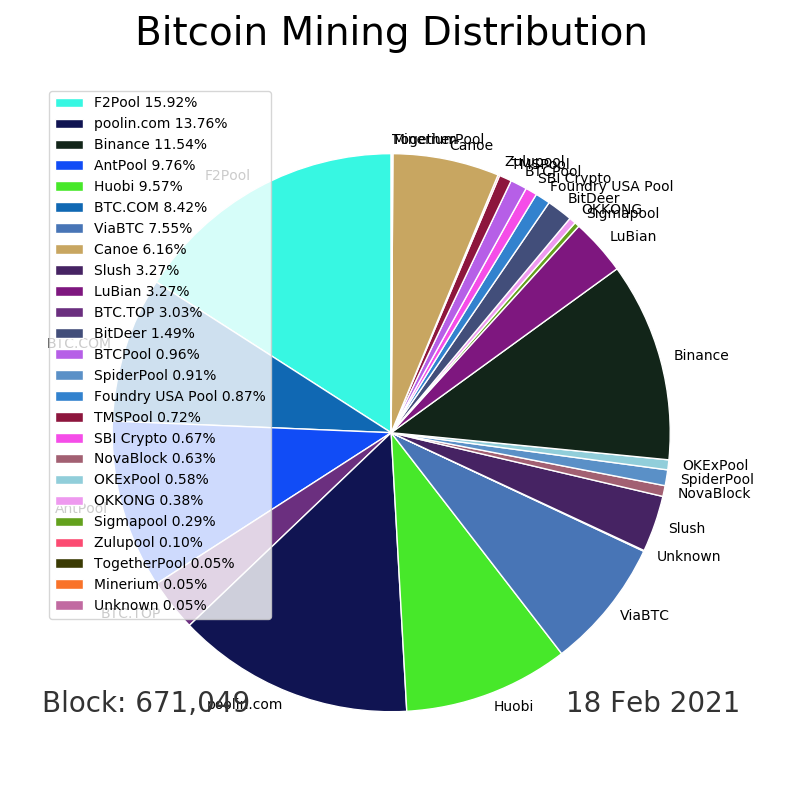 Bitcoin Mining Distribution
F2Pool 15.92%
poolin.com 13.76%
Binance 11.54%
AntPool 9.76%
Huobi 9.57%
BTC.COM 8.42%
ViaBTC 7.55%
Canoe 6.16%
Slush 3.27%
LuBian 3.27%
BTC.TOP 3.03%
BitDeer 1.49%
BTCPool 0.96%
SpiderPool 0.91%
Foundry USA Pool 0.87%
TMSPool 0.72%
SBI Crypto 0.67%
NovaBlock 0.63%
OKExPool 0.58%
OKKONG 0.38%
Sigmapool 0.29%
Zulupool 0.10%
TogetherPool 0.05%
Minerium 0.05%
Unknown 0.05%
F2Pool
BTC.COM
AntPool
BTC.TOP
poolin.com
Huobi
ViaBTC
Unknown
Slush
NovaBlock
SpiderPool
OKExPool
Binance
LuBian
Sigmapool
OKKONG
BitDeer
Foundry USA Pool
SBI Crypto
BTCPool
TMSPool
Zulupool
Canoe
Minerium
TogetherPool
Block: 671,049
18 Feb 2021